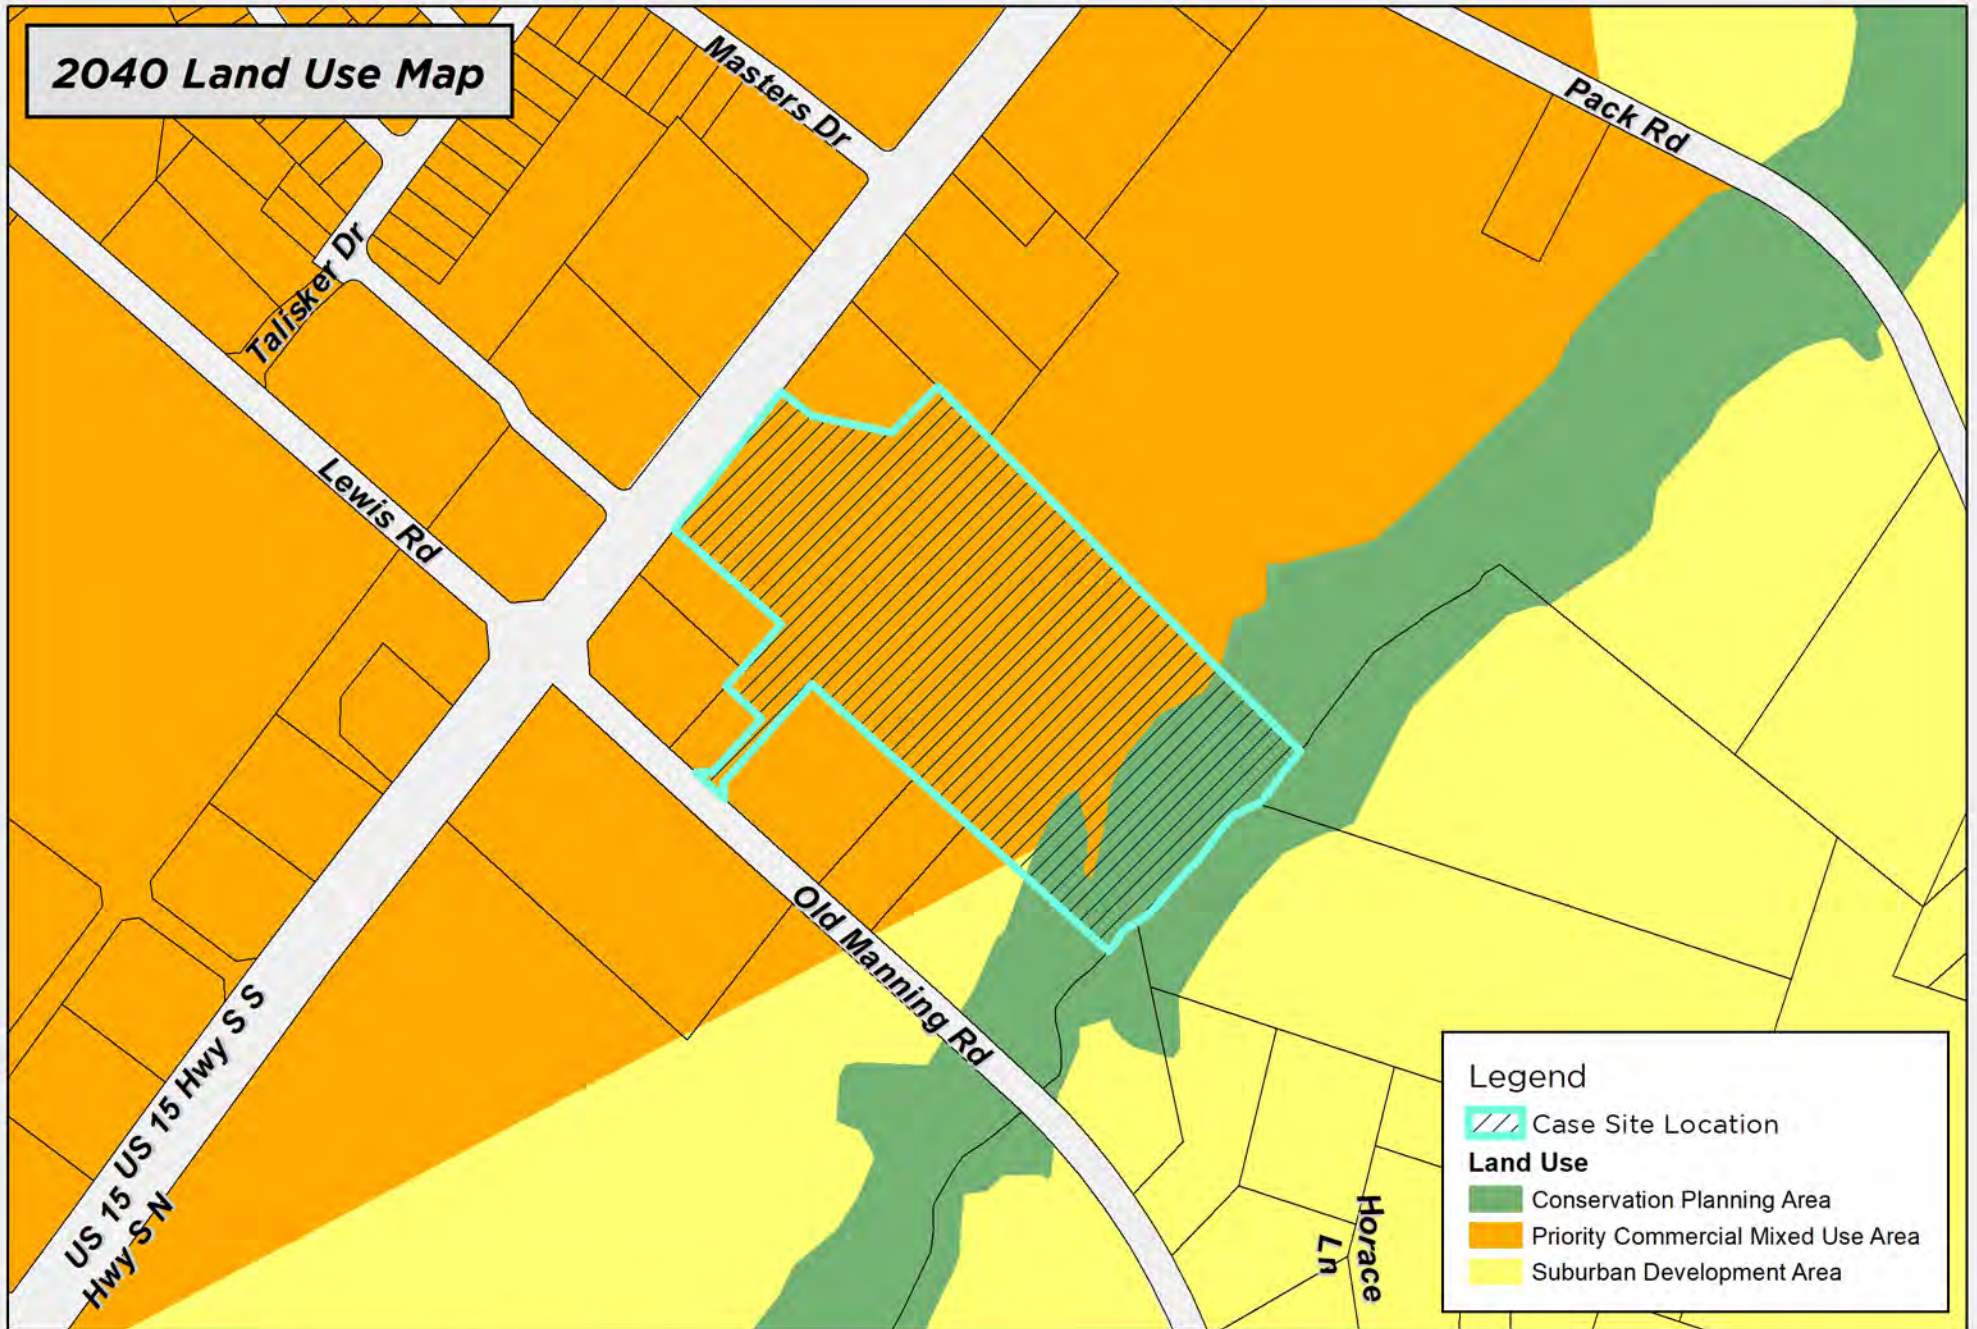 2040 Land Use Map
Masters Dr
Pack Rd
Talisker Dr
Lewis Rd
Old Manning Rd
US 15 US 15 Hwy S S
Hwy S N
Horace
Ln
Legend
Case Site Location
Land Use
Conservation Planning Area
Priority Commercial Mixed Use Area
Suburban Development Area